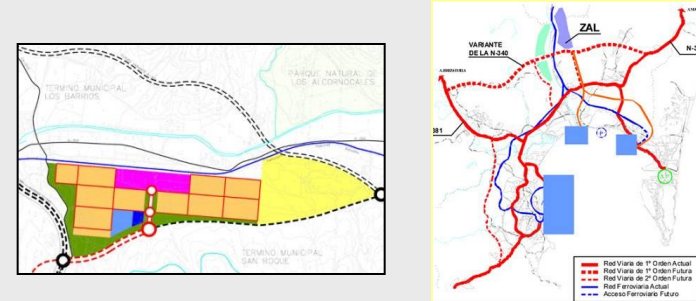 TERMINO MUNICIPAL
LOS BARRIOS
PARQUE NATURAL DE
LOS ALCORNOCALES
TERMINO MUNICIPAL
SAN ROQUE
ZAL
VARIANTE
DE LA N-340
Red Viaria de 1º Orden Actual
Red Viaria de 1º Orden Futura
Red Viaria de 2º Orden Futura
Red Ferroviaria Actual
Acceso Ferroviario Futuro